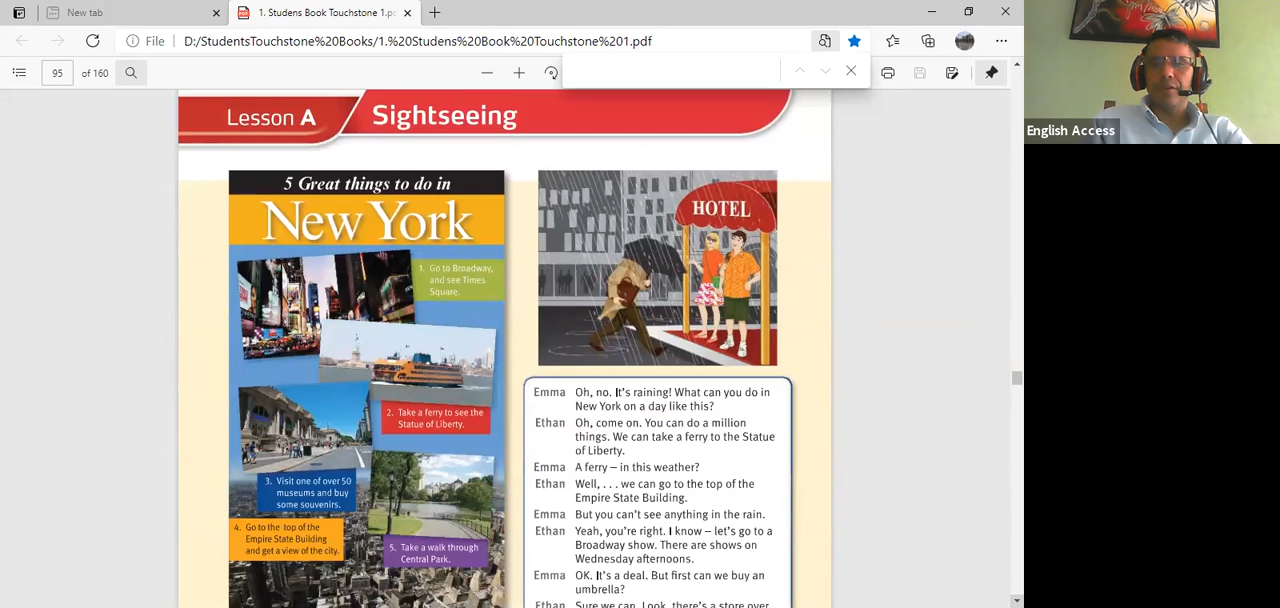 New tab
1. Studens Book Touchstone 1.pc
File
D:/StudentsTouchstone%20Books/1.%20Studens%20Book%20Touchstone%201.pdf
95
of 160
English Access
Lesson A
Sightseeing
5 Great things to do in
New York
1. Go to Broadway,
and see Times
Square.
2. Take a ferry to see the
Statue of Liberty.
3. Visit one of over 50
museums and buy
some souvenirs.
4. Go to the top of the
Empire State Building
and get a view of the city.
5. Take a walk through
Central Park.
HOTEL
Emma Oh, no. It's raining! What can you do in
New York on a day like this?
Ethan Oh, come on. You can do a million
things. We can take a ferry to the Statue
of Liberty.
Emma A ferry – in this weather?
Ethan Well, . . . we can go to the top of the
Empire State Building.
Emma But you can't see anything in the rain.
Ethan Yeah, you're right. I know – let's go to a
Broadway show. There are shows on
Wednesday afternoons.
Emma OK. It's a deal. But first can we buy an
umbrella?
Ethan Sure we can. Look, there's a store over